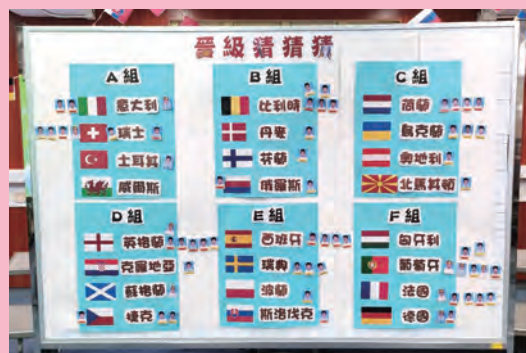 晉級猜猜猜
A組
意大利
瑞士
土耳其
威爾斯
B組
比利時
丹麥
芬蘭
俄羅斯
C組
荷蘭
烏克蘭
奧地利
北馬其頓
D組
英格蘭
克羅地亞
蘇格蘭
捷克
E組
西班牙
瑞典
波蘭
斯洛伐克
F組
匈牙利
葡萄牙
法國
德國